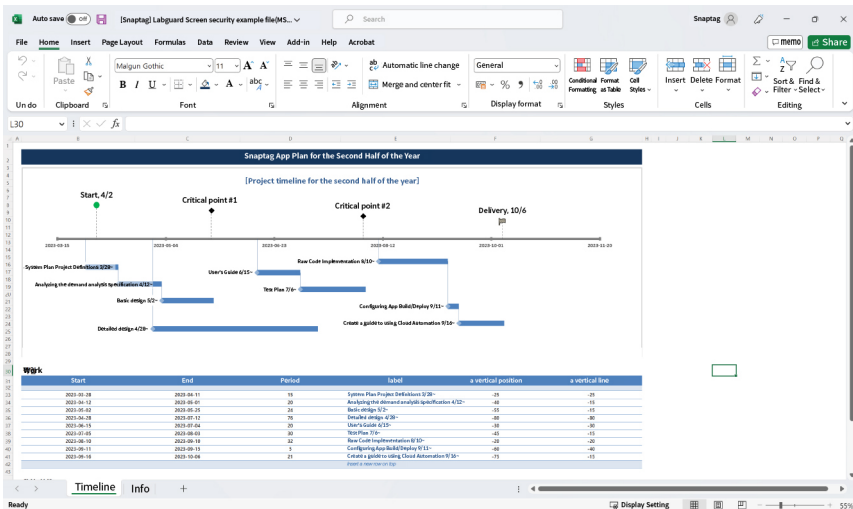 Auto save Off [Snaptag] Labguard Screen security example file(MS... Search Snaptag
File Home Insert Page Layout Formulas Data Review View Add-in Help Acrobat memo Share
Paste Malgun Gothic 11 A A Automatic line change General Conditional Formatting Format as Table Cell Styles Insert Delete Format Sort & Filter Find & Select
B I U A abc Merge and center fit %
Un do Clipboard Font Alignment Display format Styles Cells Editing
L30 fx
Snaptag App Plan for the Second Half of the Year
[Project timeline for the second half of the year]
Start, 4/2
Critical point #1
Critical point #2
Delivery, 10/6
2023-03-15 2023-05-04 2023-06-23 2023-08-12 2023-10-01 2023-11-20
Raw Code Implementation 8/10~
System Plan Project Definitions 3/28~
User's Guide 6/15~
Analyzing the demand analysis specification 4/12~
Test Plan 7/6~
Basic design 5/2~
Configuring App Build/Deploy 9/11~
Create a guide to using Cloud Automation 9/16~
Detailed design 4/28~
Work
Start End Period label a vertical position a vertical line
2023-03-28 2023-04-11 15 System Plan Project Definitions 3/28~ -25 -25
2023-04-12 2023-05-01 20 Analyzing the demand analysis specification 4/12~ -40 -15
2023-05-02 2023-05-25 24 Basic design 5/2~ -55 -15
2023-04-28 2023-07-12 76 Detailed design 4/28~ -80 -80
2023-06-15 2023-07-04 20 User's Guide 6/15~ -30 -30
2023-07-05 2023-08-03 30 Test Plan 7/6~ -45 -15
2023-08-10 2023-09-10 32 Raw Code Implementation 8/10~ -20 -20
2023-09-11 2023-09-15 5 Configuring App Build/Deploy 9/11~ -60 -40
2023-09-16 2023-10-06 21 Create a guide to using Cloud Automation 9/16~ -75 -15
Insert a new row on top
Timeline Info +
Ready Display Setting 55%